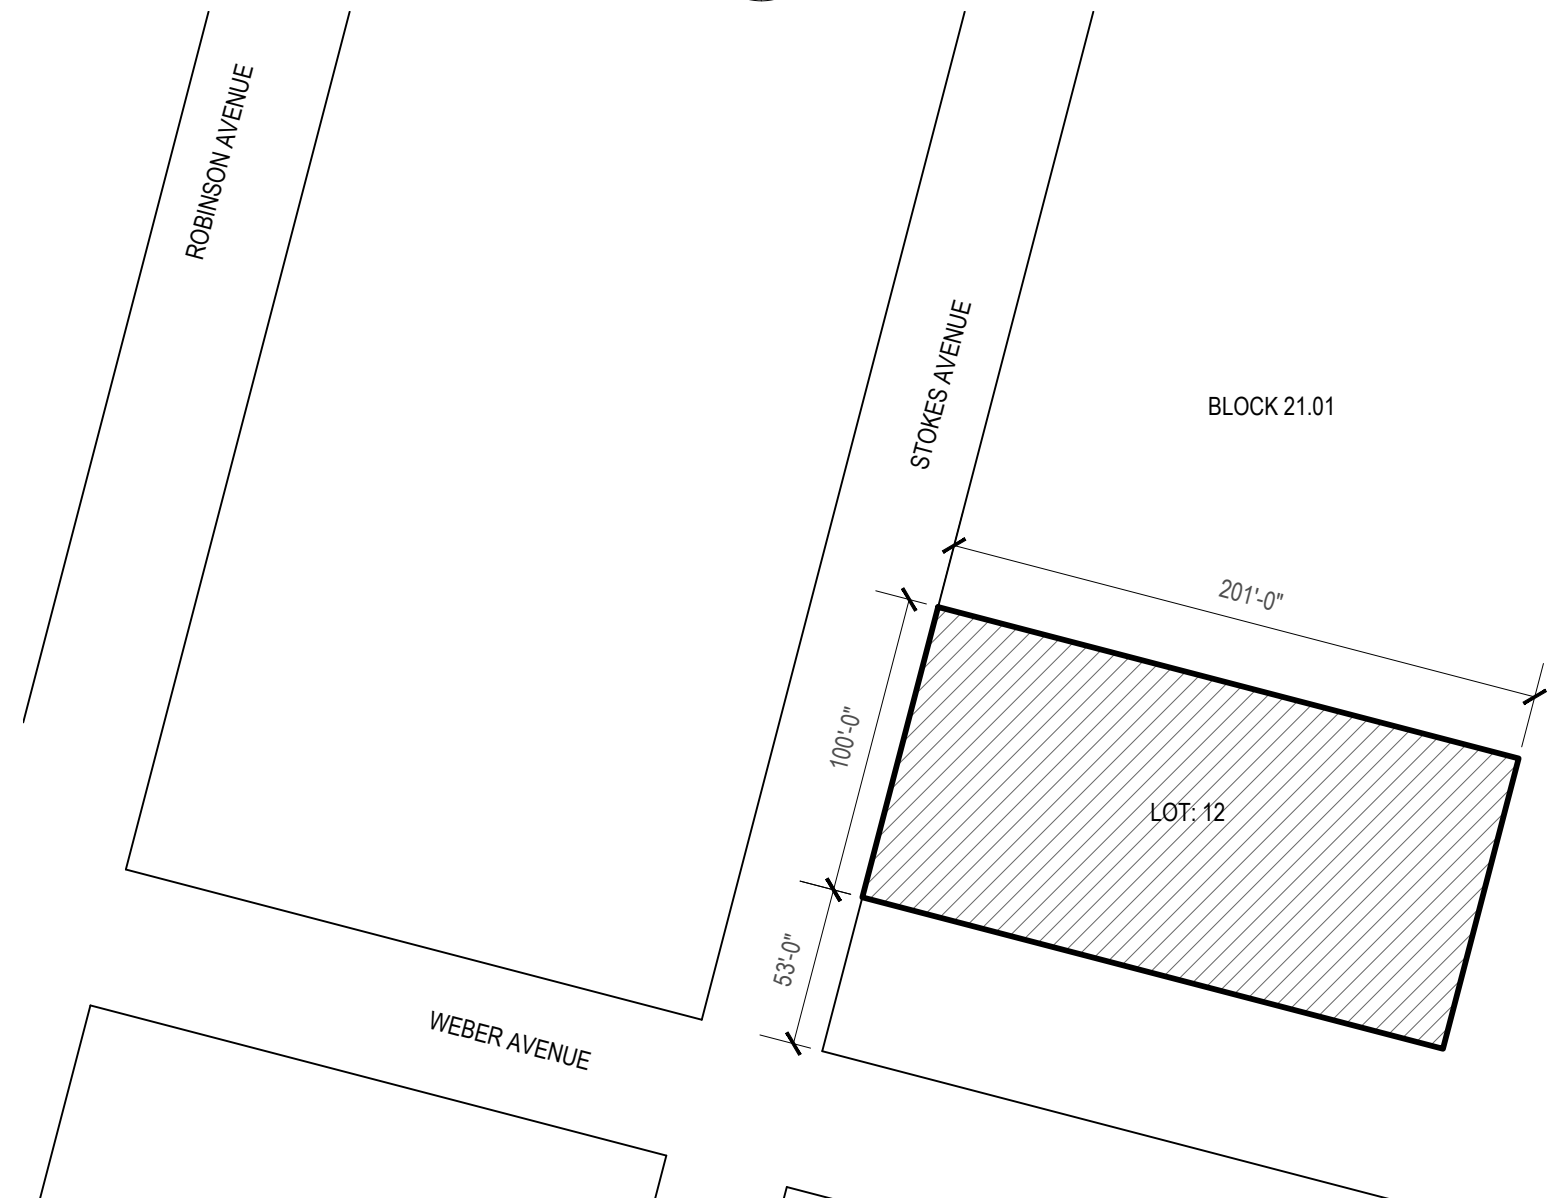 ROBINSON AVENUE
STOKES AVENUE
BLOCK 21.01
201'-0"
100'-0"
LOT: 12
53'-0"
WEBER AVENUE